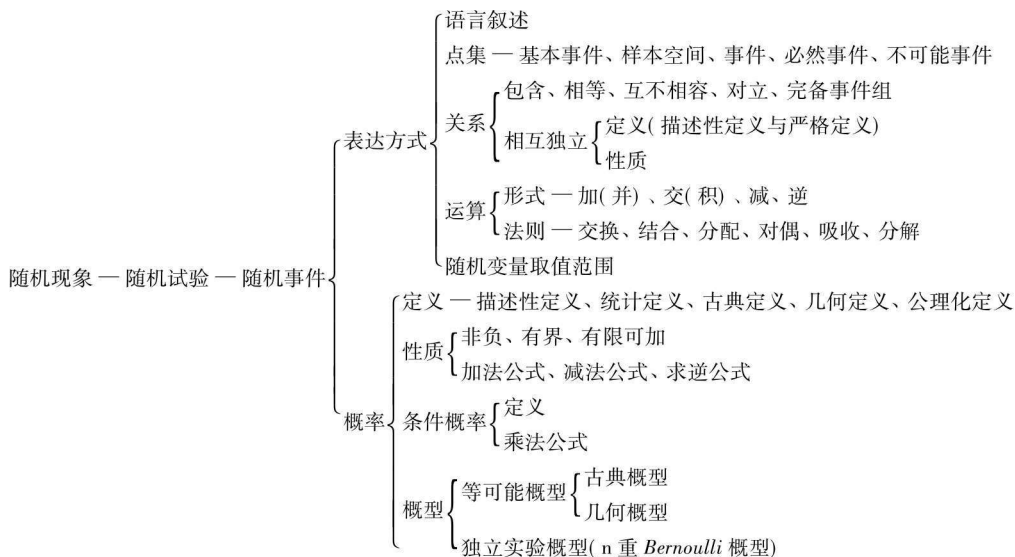 语言叙述
点集 — 基本事件、样本空间、事件、必然事件、不可能事件
包含、相等、互不相容、对立、完备事件组
关系
定义( 描述性定义与严格定义)
相互独立
性质
表达方式
形式 — 加( 并) 、交( 积) 、减、逆
运算
法则 — 交换、结合、分配、对偶、吸收、分解
随机变量取值范围
随机现象 — 随机试验 — 随机事件
定义 — 描述性定义、统计定义、古典定义、几何定义、公理化定义
非负、有界、有限可加
性质
加法公式、减法公式、求逆公式
概率
定义
条件概率
乘法公式
古典概型
等可能概型
几何概型
概型
独立实验概型( n 重 Bernoulli 概型)